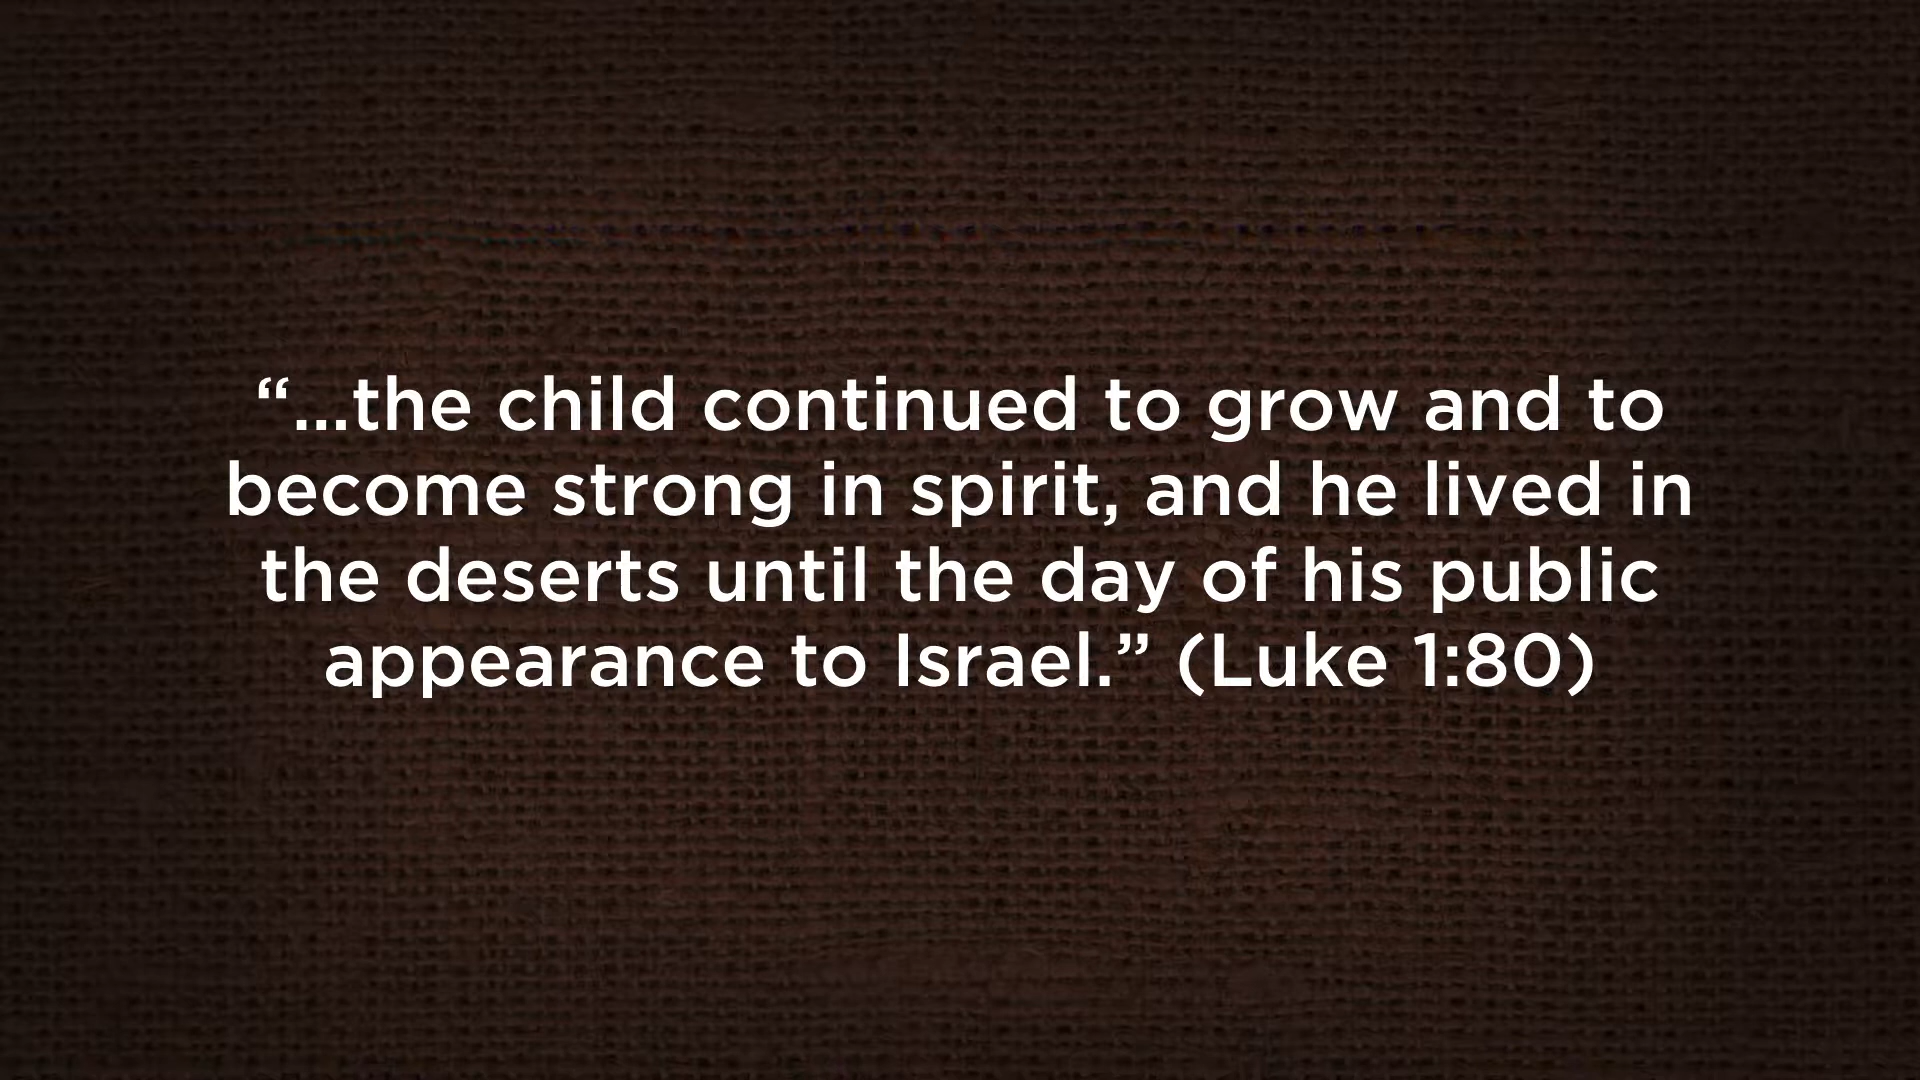 “...the child continued to grow and to
become strong in spirit, and he lived in
the deserts until the day of his public
appearance to Israel.” (Luke 1:80)